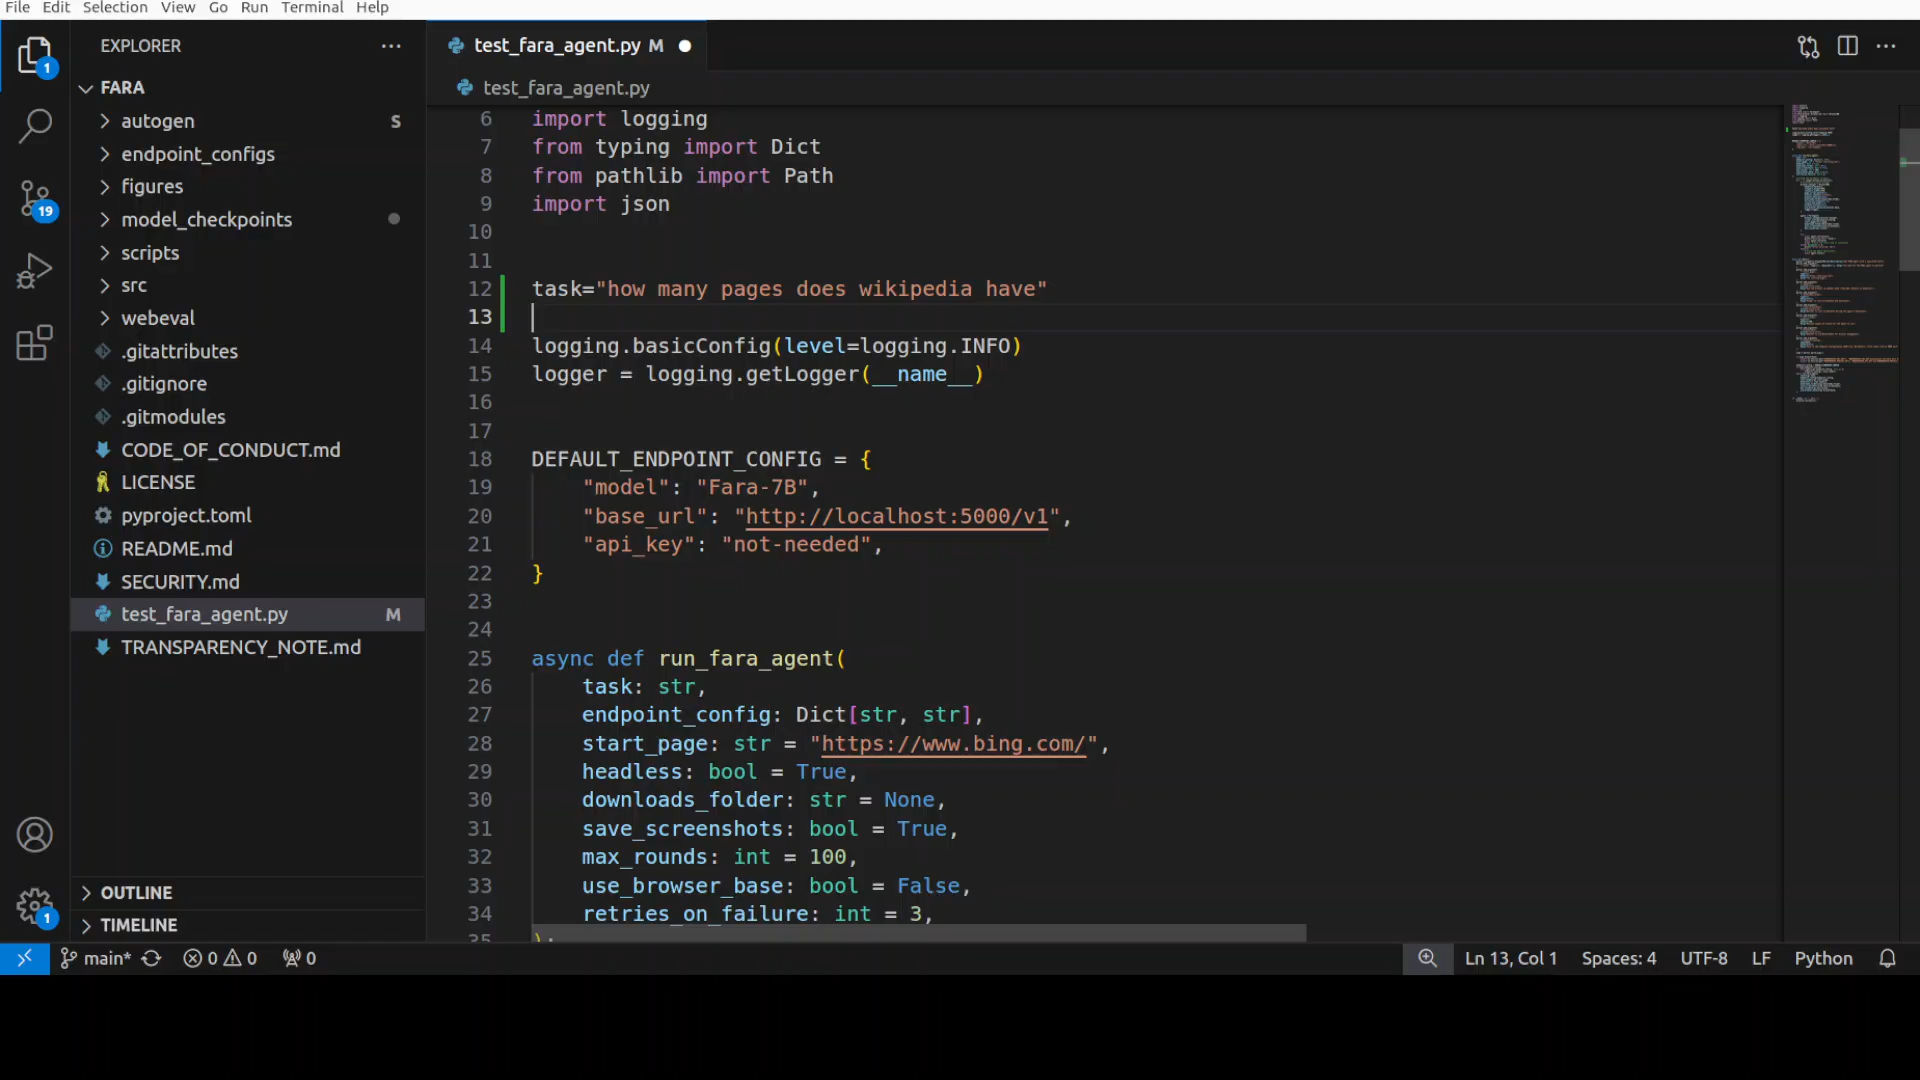 File Edit Selection View Go Run Terminal Help
EXPLORER
FARA
autogen S
endpoint_configs
figures
model_checkpoints
scripts
src
webeval
.gitattributes
.gitignore
.gitmodules
CODE_OF_CONDUCT.md
LICENSE
pyproject.toml
README.md
SECURITY.md
test_fara_agent.py M
TRANSPARENCY_NOTE.md
OUTLINE
TIMELINE
1
19
1
test_fara_agent.py M
test_fara_agent.py
6 import logging
7 from typing import Dict
8 from pathlib import Path
9 import json
10
11
12 task="how many pages does wikipedia have"
13
14 logging.basicConfig(level=logging.INFO)
15 logger = logging.getLogger(__name__)
16
17
18 DEFAULT_ENDPOINT_CONFIG = {
19 "model": "Fara-7B",
20 "base_url": "http://localhost:5000/v1",
21 "api_key": "not-needed",
22 }
23
24
25 async def run_fara_agent(
26 task: str,
27 endpoint_config: Dict[str, str],
28 start_page: str = "https://www.bing.com/",
29 headless: bool = True,
30 downloads_folder: str = None,
31 save_screenshots: bool = True,
32 max_rounds: int = 100,
33 use_browser_base: bool = False,
34 retries_on_failure: int = 3,
35 ):
main* 0 0 0 Ln 13, Col 1 Spaces: 4 UTF-8 LF Python